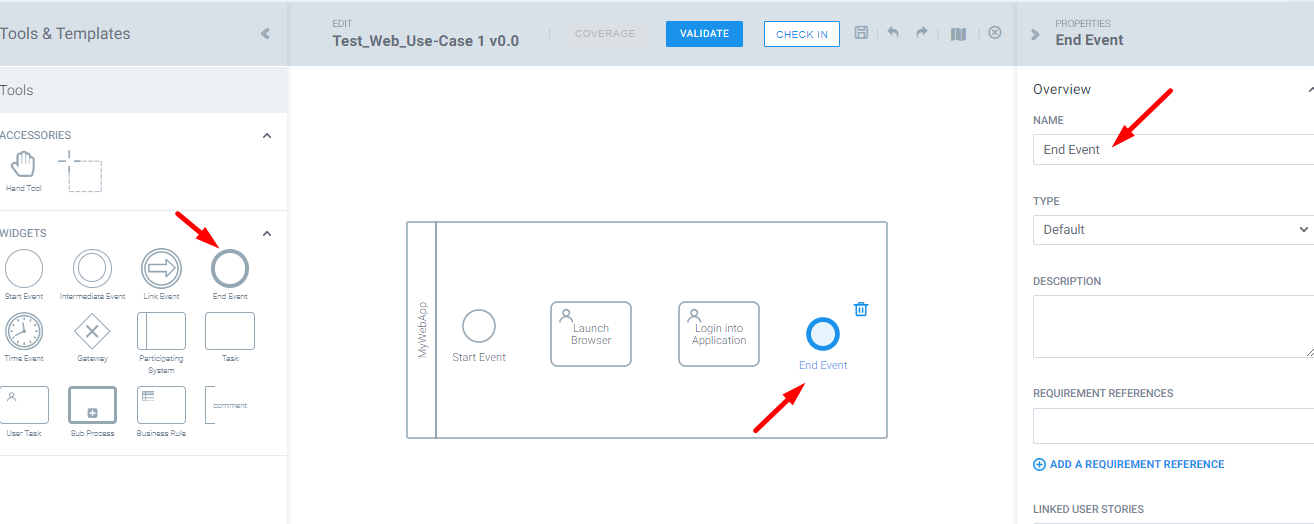 Tools & Templates
EDIT
Test_Web_Use-Case 1 v0.0
COVERAGE
VALIDATE
CHECK IN
PROPERTIES
End Event
Tools
ACCESSORIES
Hand Tool
WIDGETS
Start Event
Intermediate Event
Link Event
End Event
Time Event
Gateway
Participating
System
Task
User Task
Sub Process
Business Rule
comment
MyWebApp
Start Event
Launch
Browser
Login into
Application
End Event
Overview
NAME
End Event
TYPE
Default
DESCRIPTION
REQUIREMENT REFERENCES
ADD A REQUIREMENT REFERENCE
LINKED USER STORIES